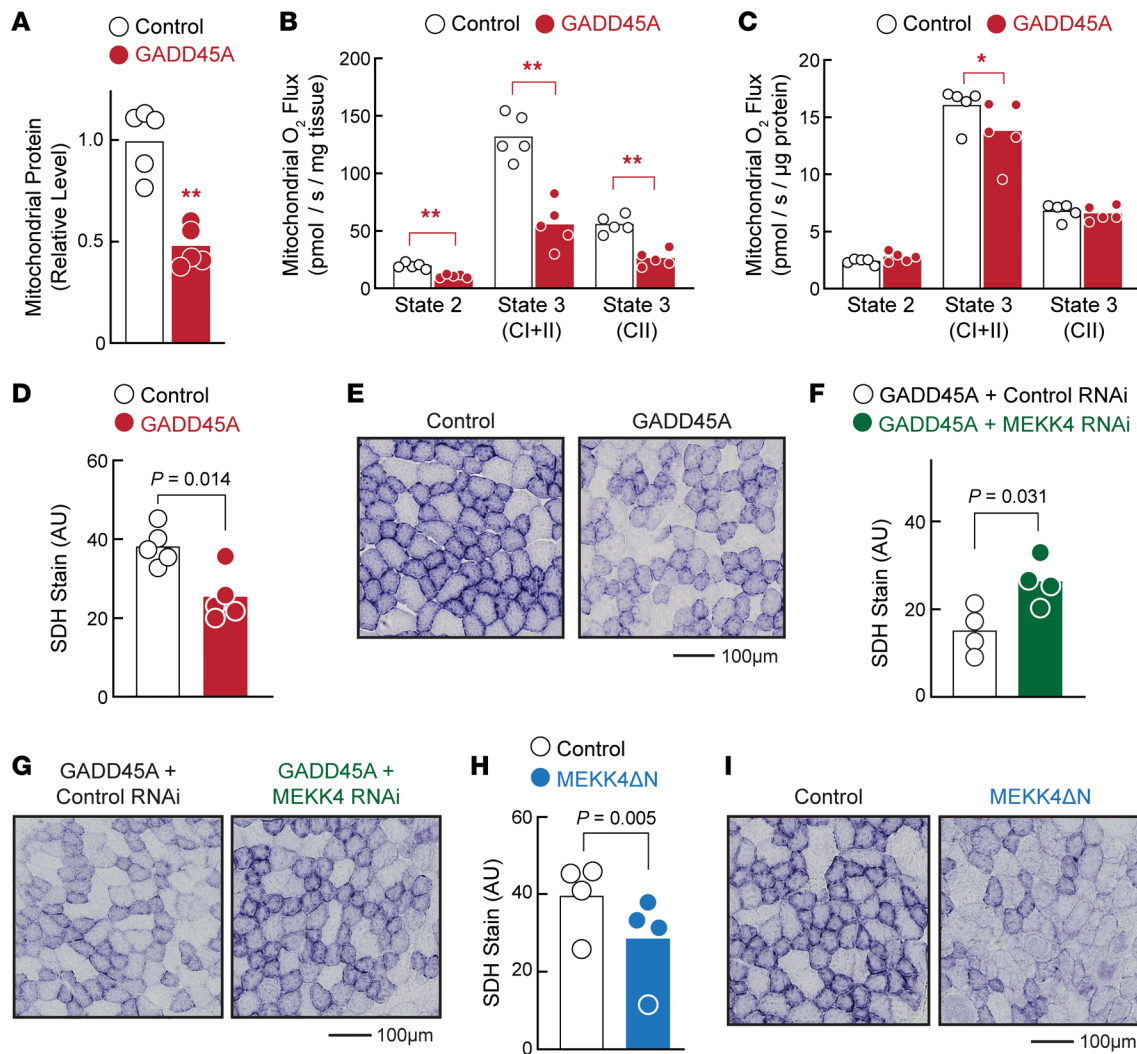 A
Control
GADD45A
Mitochondrial Protein
(Relative Level)
1.0
0.5
0
**
B
Control
GADD45A
Mitochondrial O2 Flux
(pmol / s / mg tissue)
200
150
100
50
0
**
**
**
State 2
State 3
(CI+II)
State 3
(CII)
C
Control
GADD45A
Mitochondrial O2 Flux
(pmol / s / µg protein)
20
15
10
5
0
*
State 2
State 3
(CI+II)
State 3
(CII)
D
Control
GADD45A
SDH Stain (AU)
60
40
20
0
P = 0.014
E
Control
GADD45A
100µm
F
GADD45A + Control RNAi
GADD45A + MEKK4 RNAi
SDH Stain (AU)
40
20
0
P = 0.031
G
GADD45A +
Control RNAi
GADD45A +
MEKK4 RNAi
100µm
H
Control
MEKK4ΔN
SDH Stain (AU)
60
40
20
0
P = 0.005
I
Control
MEKK4ΔN
100µm